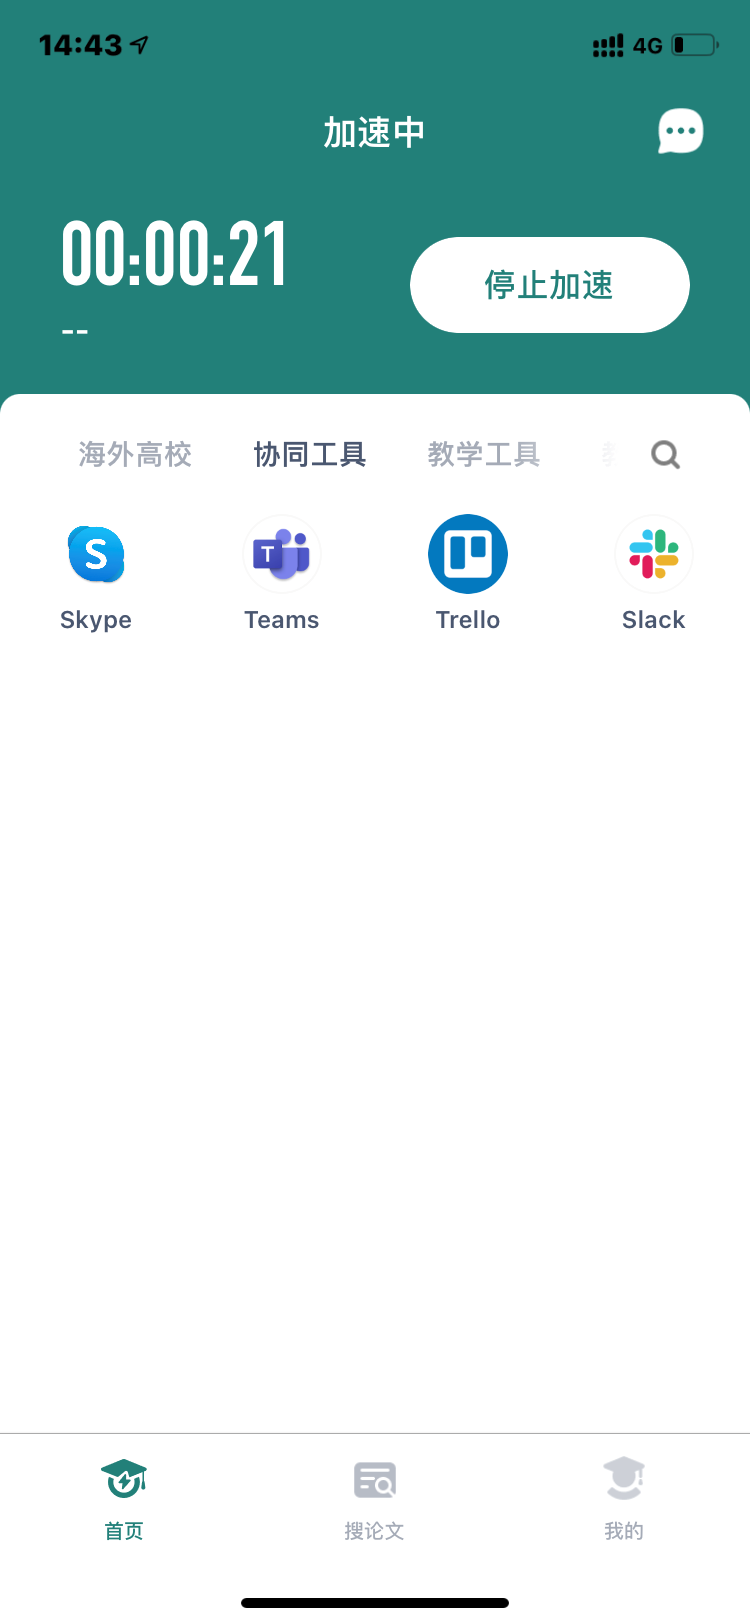 14:43
4G
加速中
00:00:21
--
停止加速
海外高校 协同工具 教学工具
Skype Teams Trello Slack
首页 搜论文 我的